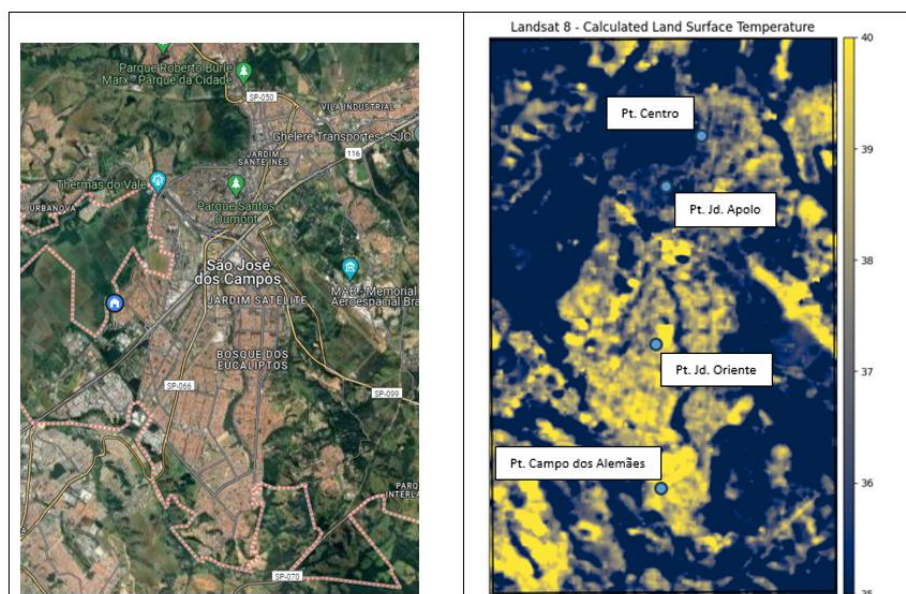 Parque Roberto Burle
Marx - Parque da Cidade
SP-050
VILA INDUSTRIAL
Ghelere Transportes - SJC
JARDIM
SANTE INES
116
Thermas do Vale
URBANOVA
Parque Santos
Dumont
São José
dos Campos
JARDIM SATELITE
MAB - Memorial
Aeroespacial Bra
BOSQUE DOS
EUCALIPTOS
SP-066
SP-099
PARQ
INTERLA
SP-070
Landsat 8 - Calculated Land Surface Temperature
Pt. Centro
Pt. Jd. Apolo
Pt. Jd. Oriente
Pt. Campo dos Alemães
40
39
38
37
36
35